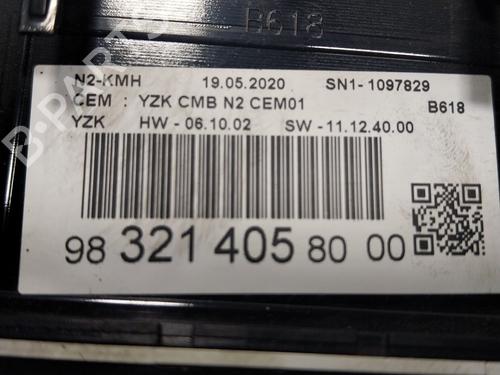 B618
N2-KMH 19.05.2020 SN1- 1097829
CEM : YZK CMB N2 CEM01 B618
YZK HW - 06.10.02 SW - 11.12.40.00
98 321 405 80 00
B-PARTS